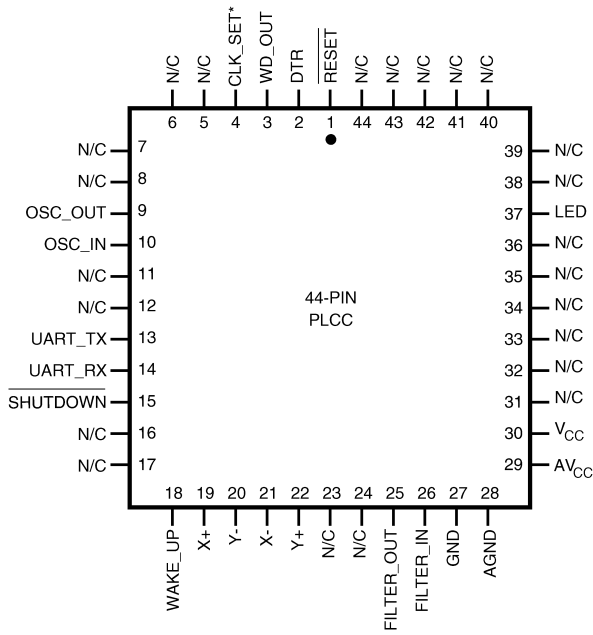 N/C
N/C
CLK_SET*
WD_OUT
DTR
RESET
N/C
N/C
N/C
N/C
N/C
6 5 4 3 2 1 44 43 42 41 40
N/C 7
N/C 8
OSC_OUT 9
OSC_IN 10
N/C 11
N/C 12
UART_TX 13
UART_RX 14
SHUTDOWN 15
N/C 16
N/C 17
44-PIN
PLCC
39 N/C
38 N/C
37 LED
36 N/C
35 N/C
34 N/C
33 N/C
32 N/C
31 N/C
30 VCC
29 AVCC
18 19 20 21 22 23 24 25 26 27 28
WAKE_UP
X+
Y-
X-
Y+
N/C
N/C
FILTER_OUT
FILTER_IN
GND
AGND